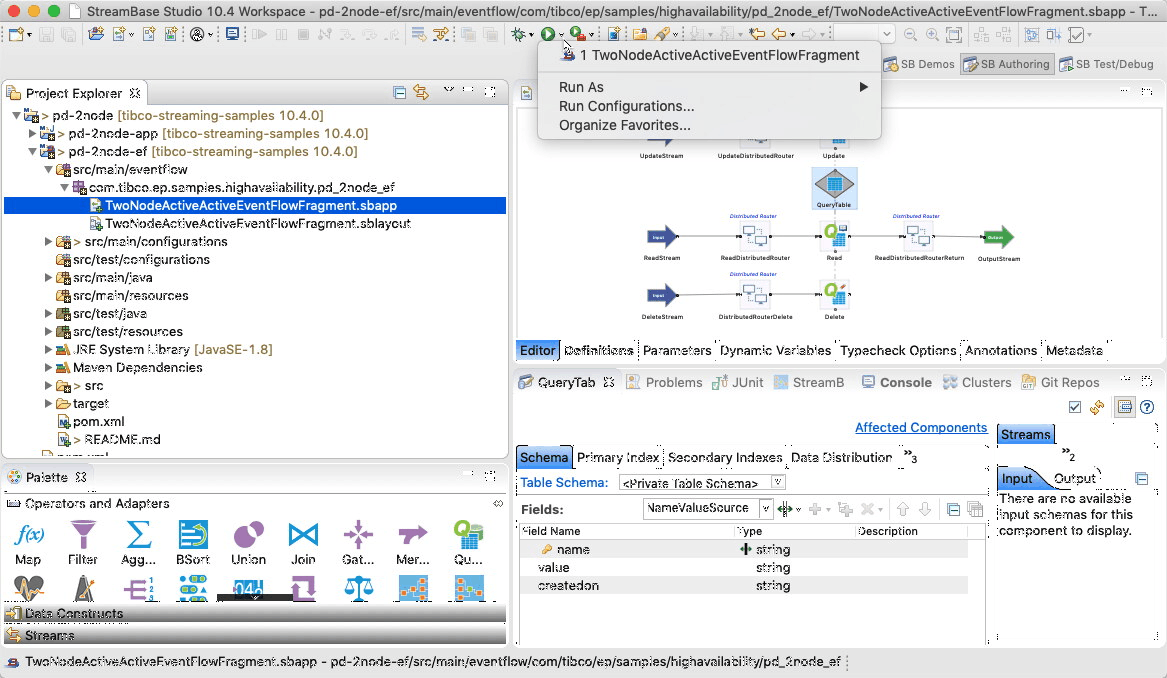 StreamBase Studio 10.4 Workspace - pd-2node-ef/src/main/eventflow/com/tibco/ep/samples/highavailability/pd_2node_ef/TwoNodeActiveActiveEventFlowFragment.sbapp - T...
1 TwoNodeActiveActiveEventFlowFragment
Run As
Run Configurations...
Organize Favorites...
SB Demos
SB Authoring
SB Test/Debug
Project Explorer
pd-2node [tibco-streaming-samples 10.4.0]
> pd-2node-app [tibco-streaming-samples 10.4.0]
> pd-2node-ef [tibco-streaming-samples 10.4.0]
src/main/eventflow
com.tibco.ep.samples.highavailability.pd_2node_ef
TwoNodeActiveActiveEventFlowFragment.sbapp
TwoNodeActiveActiveEventFlowFragment.sblayout
> src/main/configurations
src/test/configurations
src/main/java
src/main/resources
src/test/java
src/test/resources
JRE System Library [JavaSE-1.8]
Maven Dependencies
> src
target
pom.xml
> README.md
UpdateStream
UpdateDistributedRouter
Update
QueryTable
Distributed Router
Distributed Router
Input
Output
ReadStream
ReadDistributedRouter
Read
ReadDistributedRouterReturn
OutputStream
Distributed Router
Input
DeleteStream
DistributedRouterDelete
Delete
Editor Definitions Parameters Dynamic Variables Typecheck Options Annotations Metadata
QueryTab Problems JUnit StreamB Console Clusters Git Repos
Affected Components
Schema Primary Index Secondary Indexes Data Distribution »3
Table Schema: <Private Table Schema>
Fields: NameValueSource
Field Name Type Description
name string
value string
createdon string
Streams
»2
Input Output
There are no available
input schemas for this
component to display.
Palette
Operators and Adapters
f(x)
Map Filter Agg... BSort Union Join Gat... Mer... Qu...
Data Constructs
Streams
TwoNodeActiveActiveEventFlowFragment.sbapp - pd-2node-ef/src/main/eventflow/com/tibco/ep/samples/highavailability/pd_2node_ef